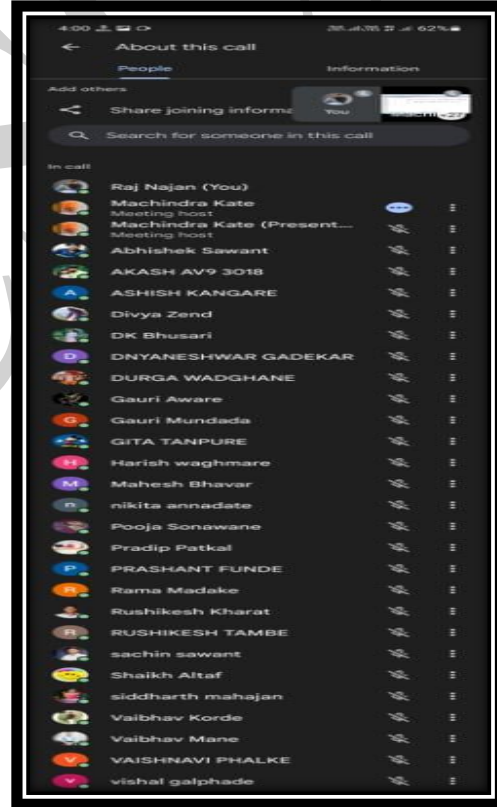 4:00 62%
← About this call
People Information
Add others
Share joining informa
You
Machi
+27
Search for someone in this call
In call
Raj Najan (You)
Machindra Kate
Meeting host
Machindra Kate (Present....
Meeting host
Abhishek Sawant
AKASH AV9 3018
A ASHISH KANGARE
Divya Zend
DK Bhusari
D DNYANESHWAR GADEKAR
DURGA WADGHANE
Gauri Aware
G Gauri Mundada
GITA TANPURE
H Harish waghmare
M Mahesh Bhavar
n nikita annadate
Pooja Sonawane
Pradip Patkal
P PRASHANT FUNDE
R Rama Madake
Rushikesh Kharat
R RUSHIKESH TAMBE
sachin sawant
Shaikh Altaf
siddharth mahajan
Vaibhav Korde
Vaibhav Mane
V VAISHNAVI PHALKE
v vishal galphade